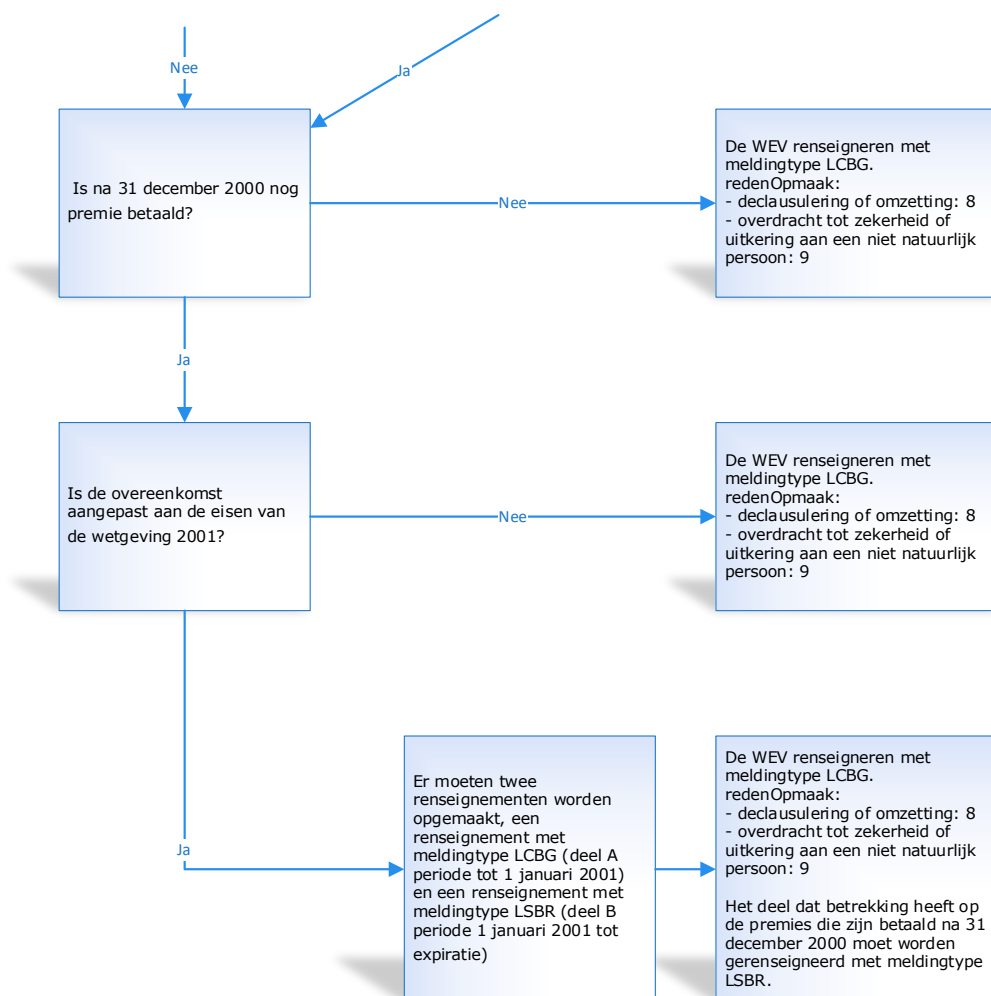 Nee
Ja
Is na 31 december 2000 nog
premie betaald?
Nee
De WEV renseigneren met
meldingtype LCBG.
redenOpmaak:
- declausulering of omzetting: 8
- overdracht tot zekerheid of
uitkering aan een niet natuurlijk
persoon: 9
Ja
Is de overeenkomst
aangepast aan de eisen van
de wetgeving 2001?
Nee
De WEV renseigneren met
meldingtype LCBG.
redenOpmaak:
- declausulering of omzetting: 8
- overdracht tot zekerheid of
uitkering aan een niet natuurlijk
persoon: 9
Ja
Er moeten twee
renseignementen worden
opgemaakt, een
renseignement met
meldingtype LCBG (deel A
periode tot 1 januari 2001)
en een renseignement met
meldingtype LSBR (deel B
periode 1 januari 2001 tot
expiratie)
De WEV renseigneren met
meldingtype LCBG.
redenOpmaak:
- declausulering of omzetting: 8
- overdracht tot zekerheid of
uitkering aan een niet natuurlijk
persoon: 9
Het deel dat betrekking heeft op
de premies die zijn betaald na 31
december 2000 moet worden
gerenseigneerd met meldingtype
LSBR.